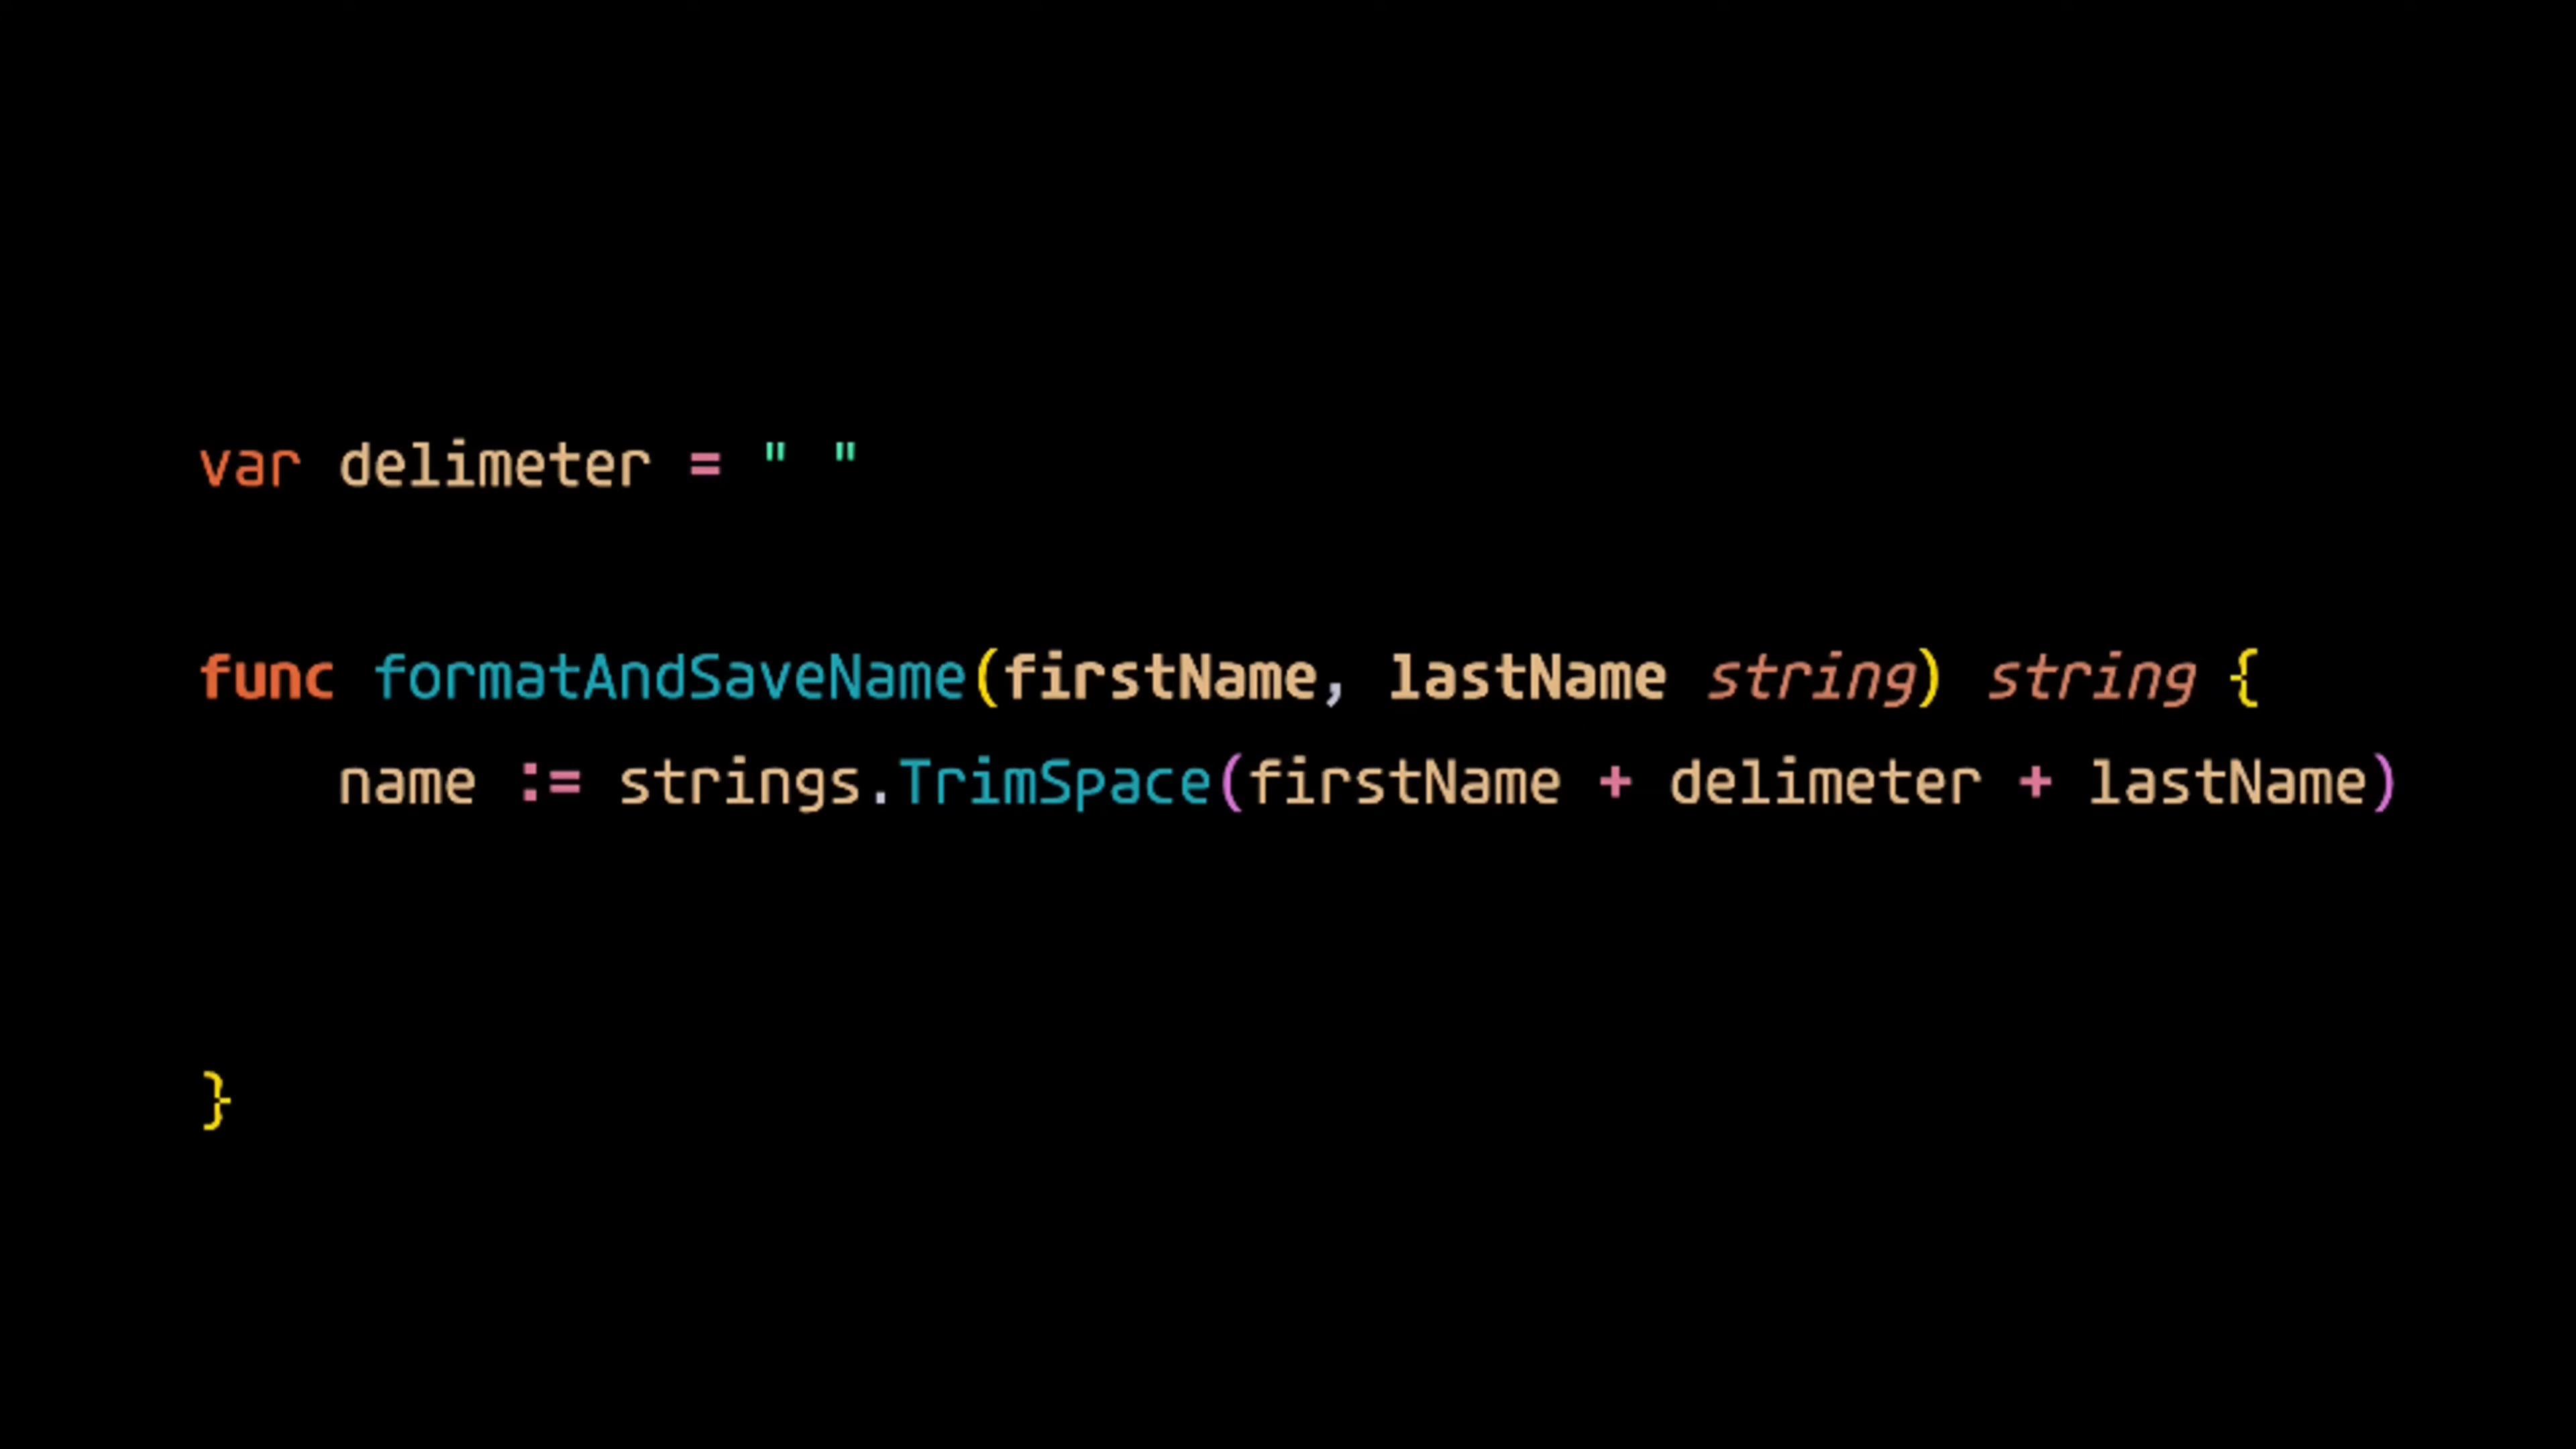 var delimeter = " "
func formatAndSaveName(firstName, lastName string) string {
    name := strings.TrimSpace(firstName + delimeter + lastName)
}